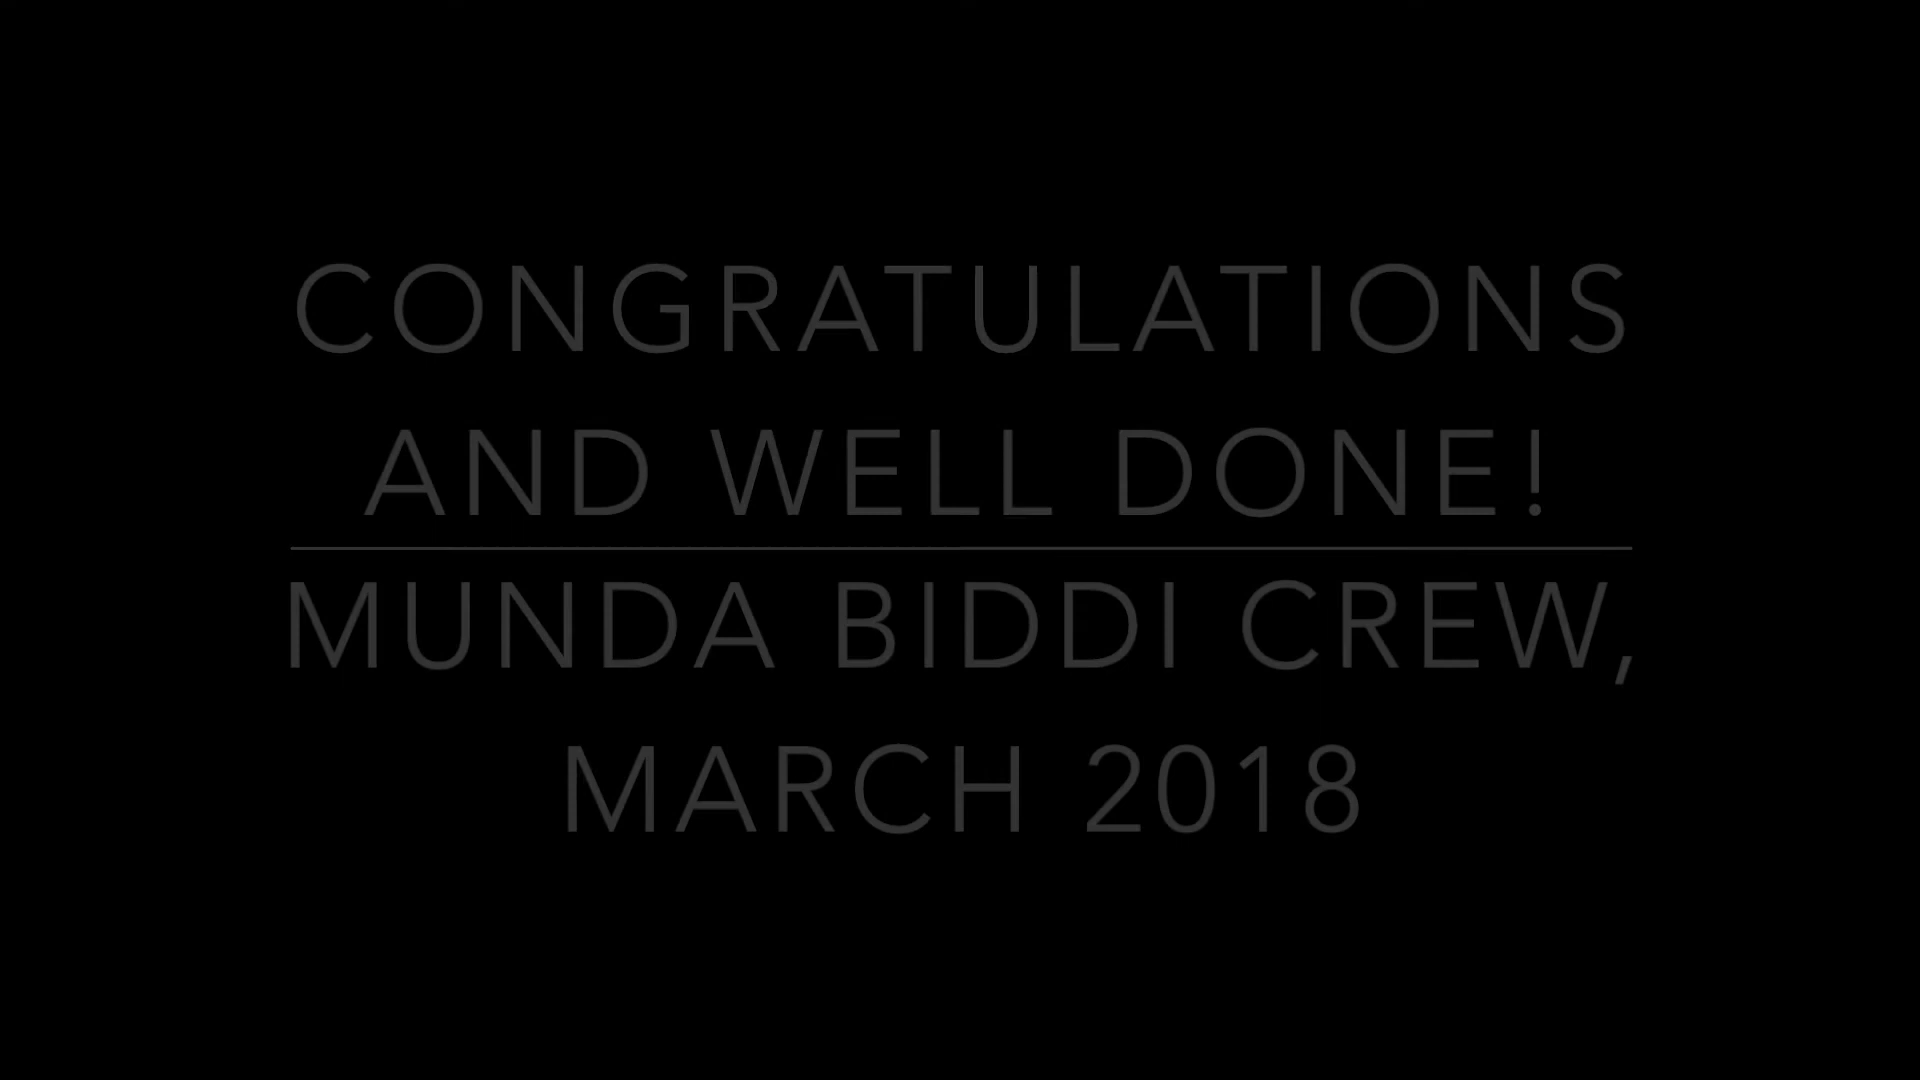 CONGRATULATIONS
AND WELL DONE!
MUNDA BIDDI CREW,
MARCH 2018